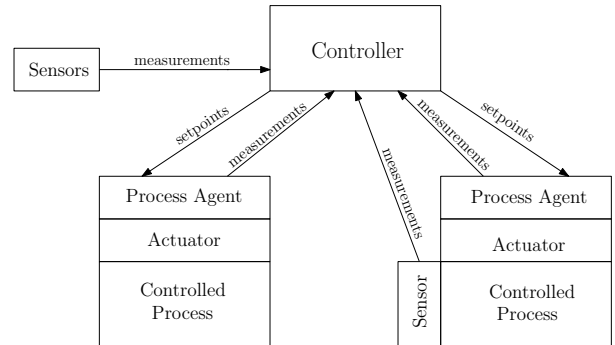 Controller
Sensors
measurements
setpoints
measurements
measurements
measurements
setpoints
Process Agent
Actuator
Controlled
Process
Sensor
Process Agent
Actuator
Controlled
Process